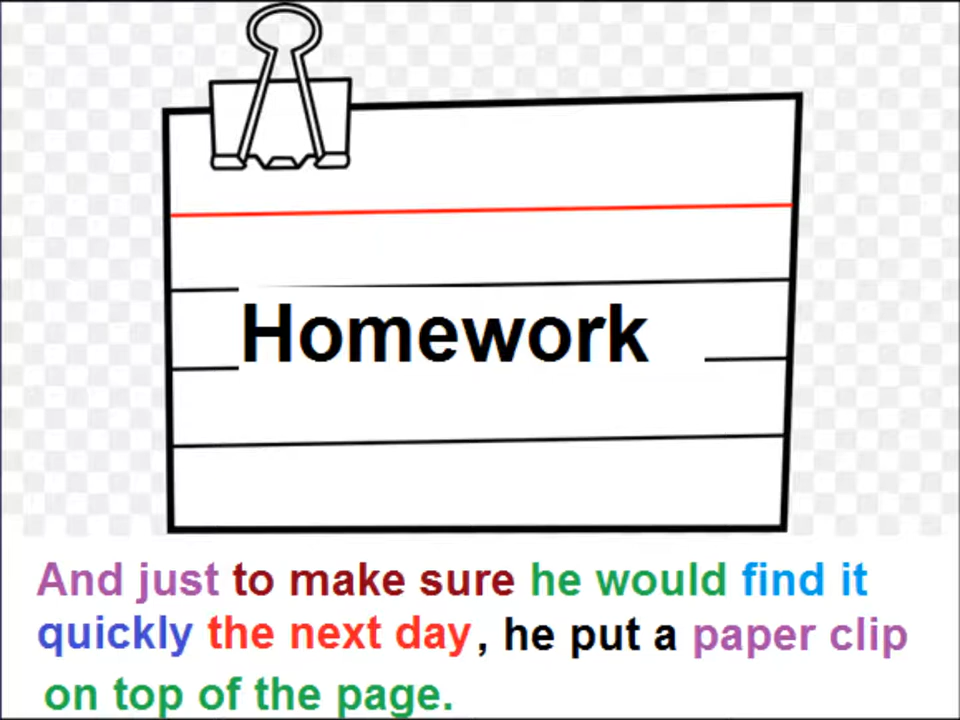 Homework
And just to make sure he would find it
quickly the next day, he put a paper clip
on top of the page.